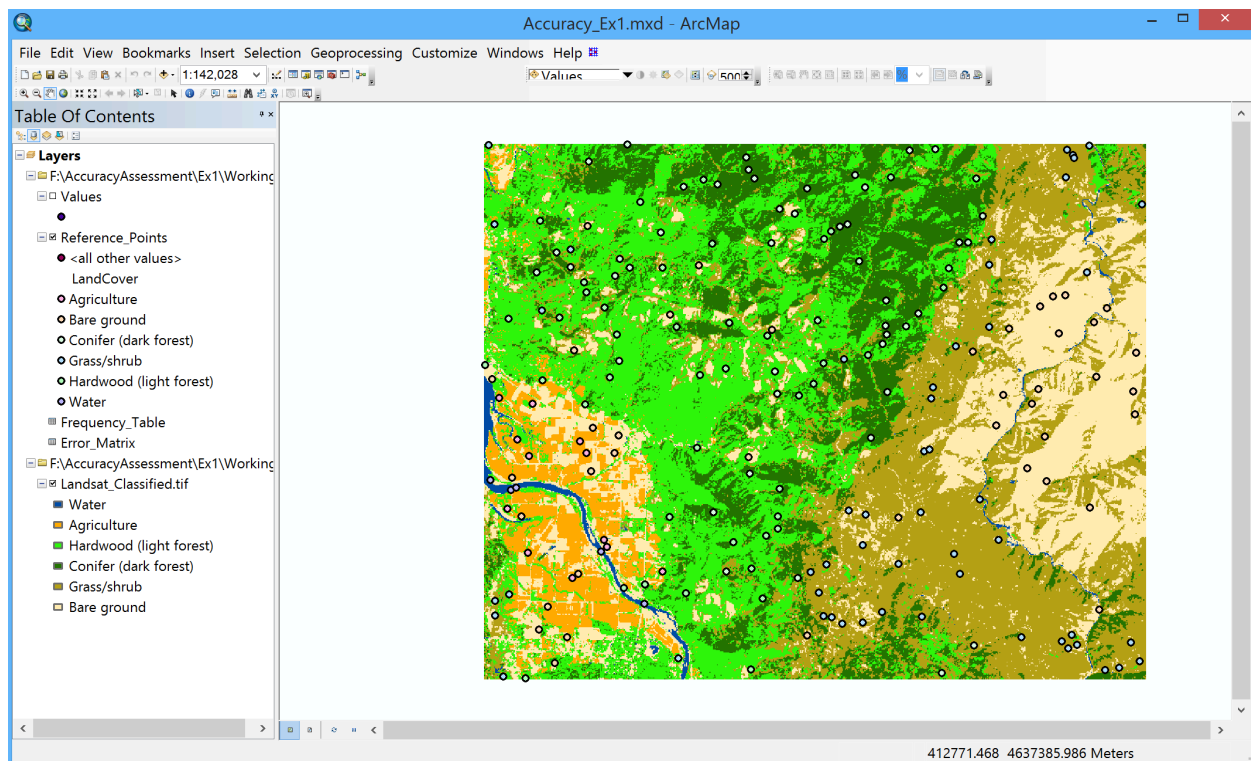 Accuracy_Ex1.mxd - ArcMap
File Edit View Bookmarks Insert Selection Geoprocessing Customize Windows Help
1:142,028
Values
500
Table Of Contents
Layers
F:\AccuracyAssessment\Ex1\Working
Values
Reference_Points
<all other values>
LandCover
Agriculture
Bare ground
Conifer (dark forest)
Grass/shrub
Hardwood (light forest)
Water
Frequency_Table
Error_Matrix
F:\AccuracyAssessment\Ex1\Working
Landsat_Classified.tif
Water
Agriculture
Hardwood (light forest)
Conifer (dark forest)
Grass/shrub
Bare ground
412771.468 4637385.986 Meters